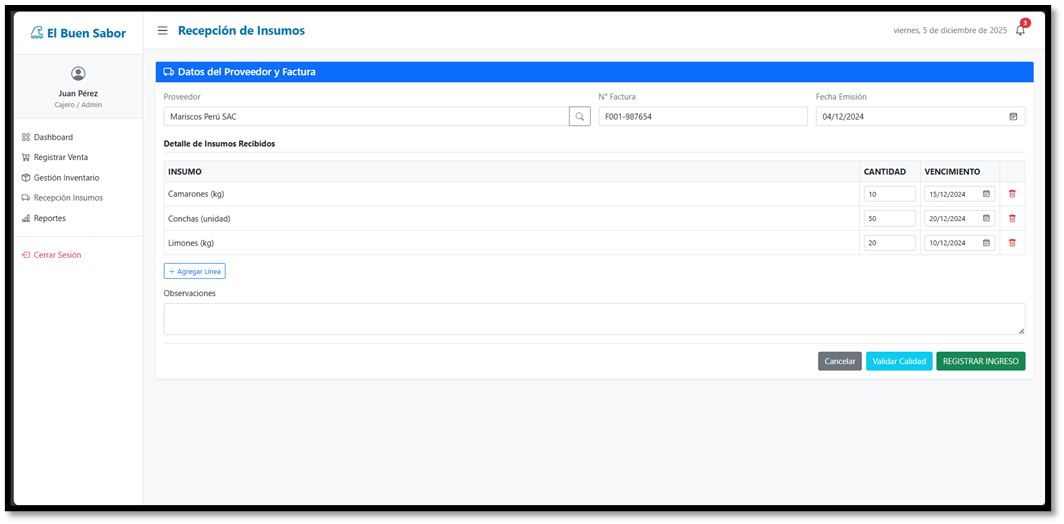 El Buen Sabor
Recepción de Insumos
viernes, 5 de diciembre de 2025
3
Juan Pérez
Cajero / Admin
Dashboard
Registrar Venta
Gestión Inventario
Recepción Insumos
Reportes
Cerrar Sesión
Datos del Proveedor y Factura
Proveedor N° Factura Fecha Emisión
Mariscos Perú SAC F001-987654 04/12/2024
Detalle de Insumos Recibidos
INSUMO CANTIDAD VENCIMIENTO
Camarones (kg) 10 15/12/2024
Conchas (unidad) 50 20/12/2024
Limones (kg) 20 10/12/2024
+ Agregar Línea
Observaciones
Cancelar Validar Calidad REGISTRAR INGRESO